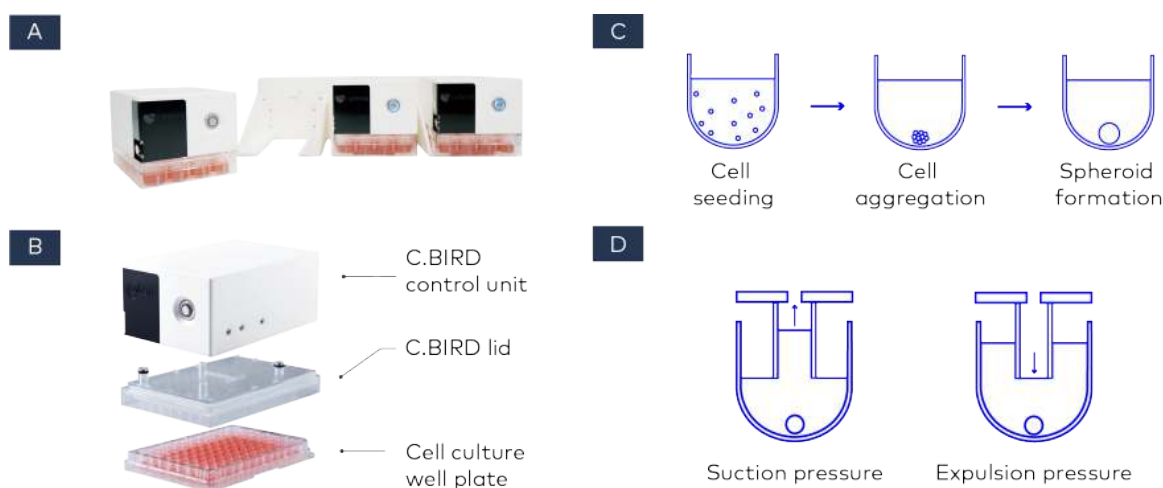 A
B
C.BIRD
control unit
C.BIRD lid
Cell culture
well plate
C
Cell
seeding
Cell
aggregation
Spheroid
formation
D
Suction pressure
Expulsion pressure